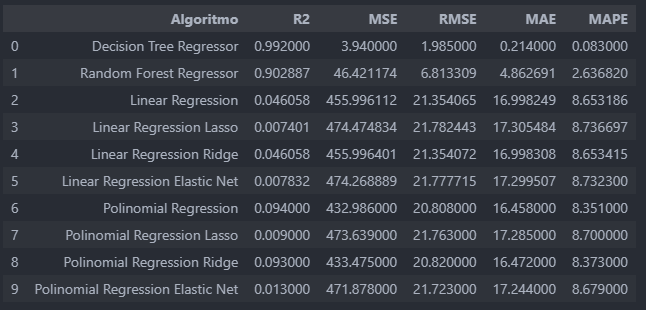 Algoritmo R2 MSE RMSE MAE MAPE
0 Decision Tree Regressor 0.992000 3.940000 1.985000 0.214000 0.083000
1 Random Forest Regressor 0.902887 46.421174 6.813309 4.862691 2.636820
2 Linear Regression 0.046058 455.996112 21.354065 16.998249 8.653186
3 Linear Regression Lasso 0.007401 474.474834 21.782443 17.305484 8.736697
4 Linear Regression Ridge 0.046058 455.996401 21.354072 16.998308 8.653415
5 Linear Regression Elastic Net 0.007832 474.268889 21.777715 17.299507 8.732300
6 Polinomial Regression 0.094000 432.986000 20.808000 16.458000 8.351000
7 Polinomial Regression Lasso 0.009000 473.639000 21.763000 17.285000 8.700000
8 Polinomial Regression Ridge 0.093000 433.475000 20.820000 16.472000 8.373000
9 Polinomial Regression Elastic Net 0.013000 471.878000 21.723000 17.244000 8.679000